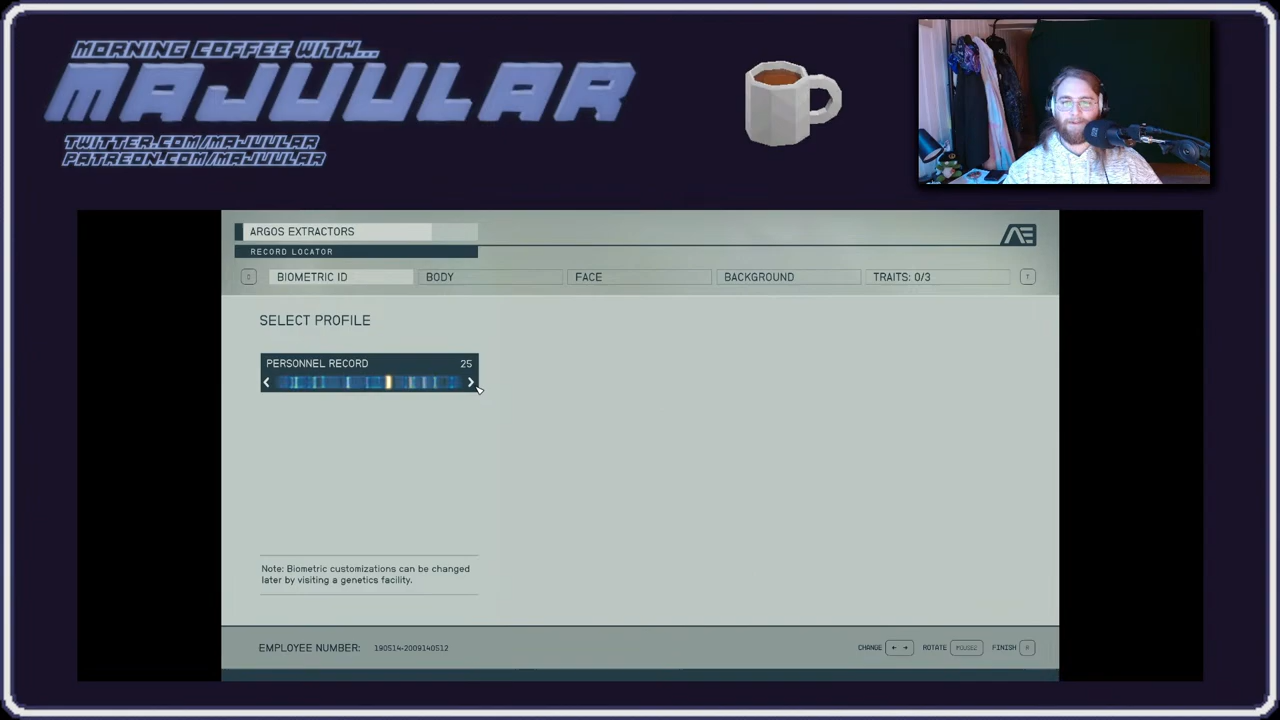 MORNING COFFEE WITH...
MAJUULAR
TWITTER.COM/MAJUULAR
PATREON.COM/MAJUULAR
ARGOS EXTRACTORS
RECORD LOCATOR
BIOMETRIC ID
BODY
FACE
BACKGROUND
TRAITS: 0/3
SELECT PROFILE
PERSONNEL RECORD 25
Note: Biometric customizations can be changed
later by visiting a genetics facility.
EMPLOYEE NUMBER: 190514-2009140512
CHANGE
ROTATE MOUSE2
FINISH